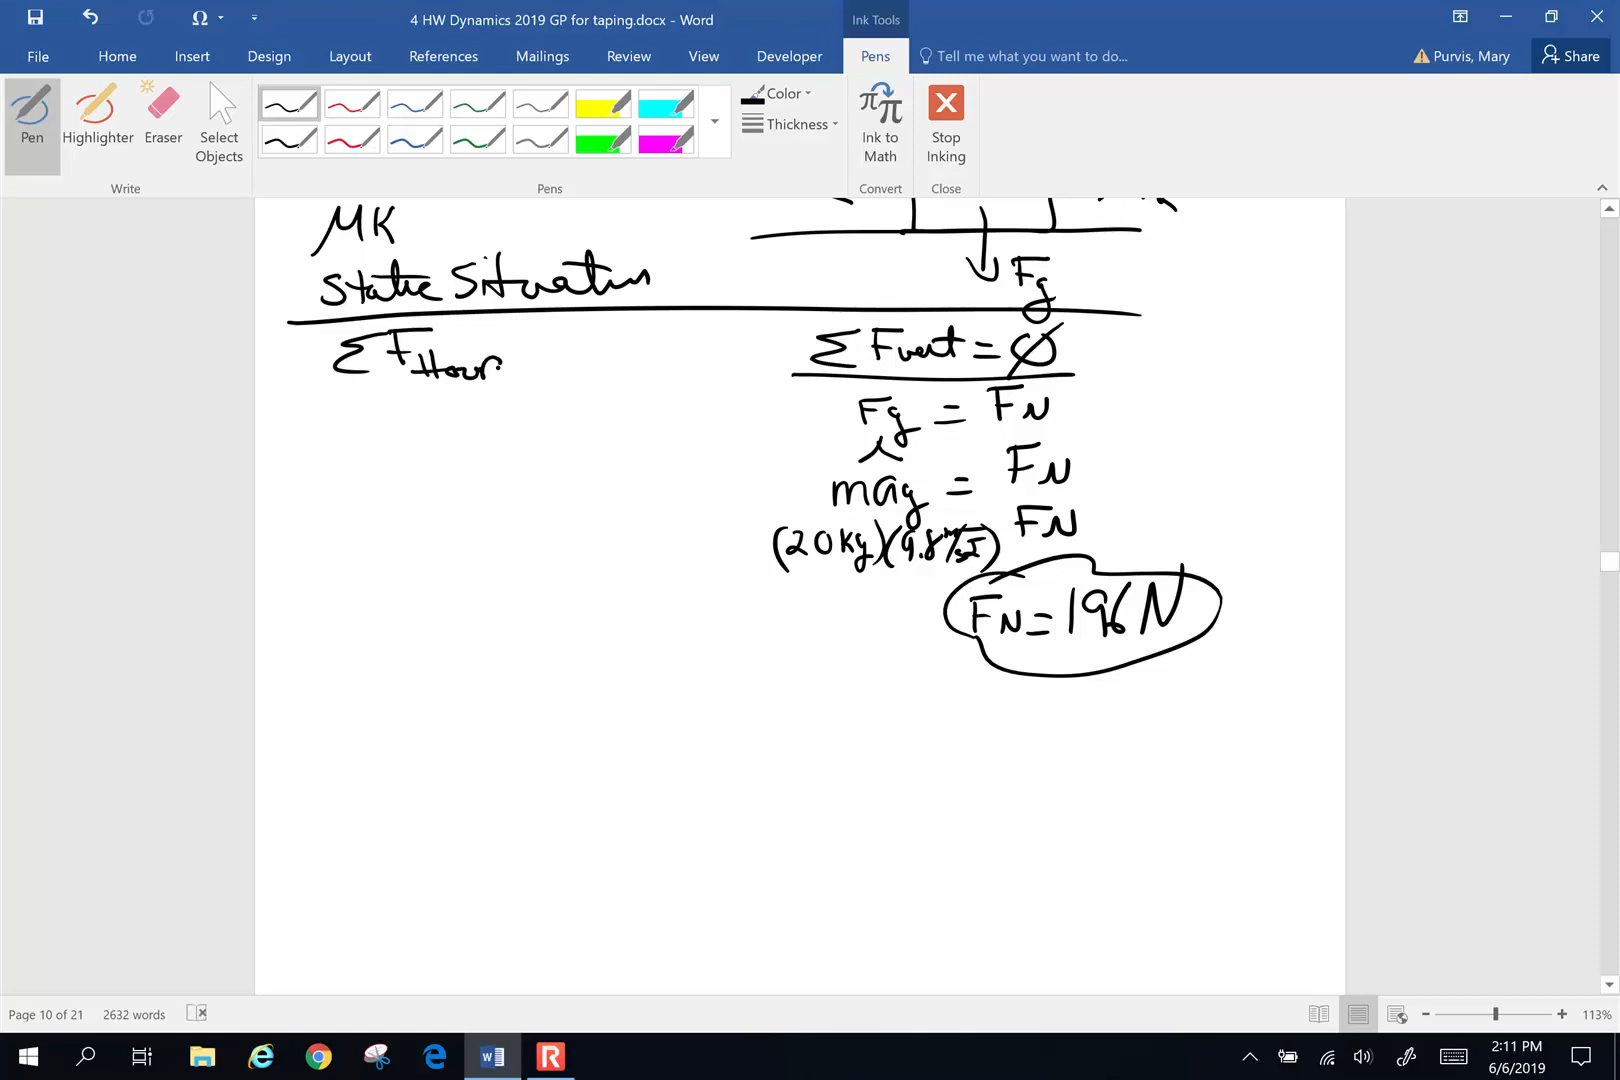 4 HW Dynamics 2019 GP for taping.docx - Word
Ink Tools
File Home Insert Design Layout References Mailings Review View Developer Pens Tell me what you want to do... Purvis, Mary Share
Pen Highlighter Eraser Select Objects
Color
Thickness
Ink to Math
Stop Inking
Write Pens Convert Close
μK
Static Situation
Fg
Σ FHour
Σ Fvert = Ø
Fg = FN
mag = FN
(20kg)(9.8m/s²) FN
FN = 196 N
Page 10 of 21 2632 words 113%
2:11 PM
6/6/2019